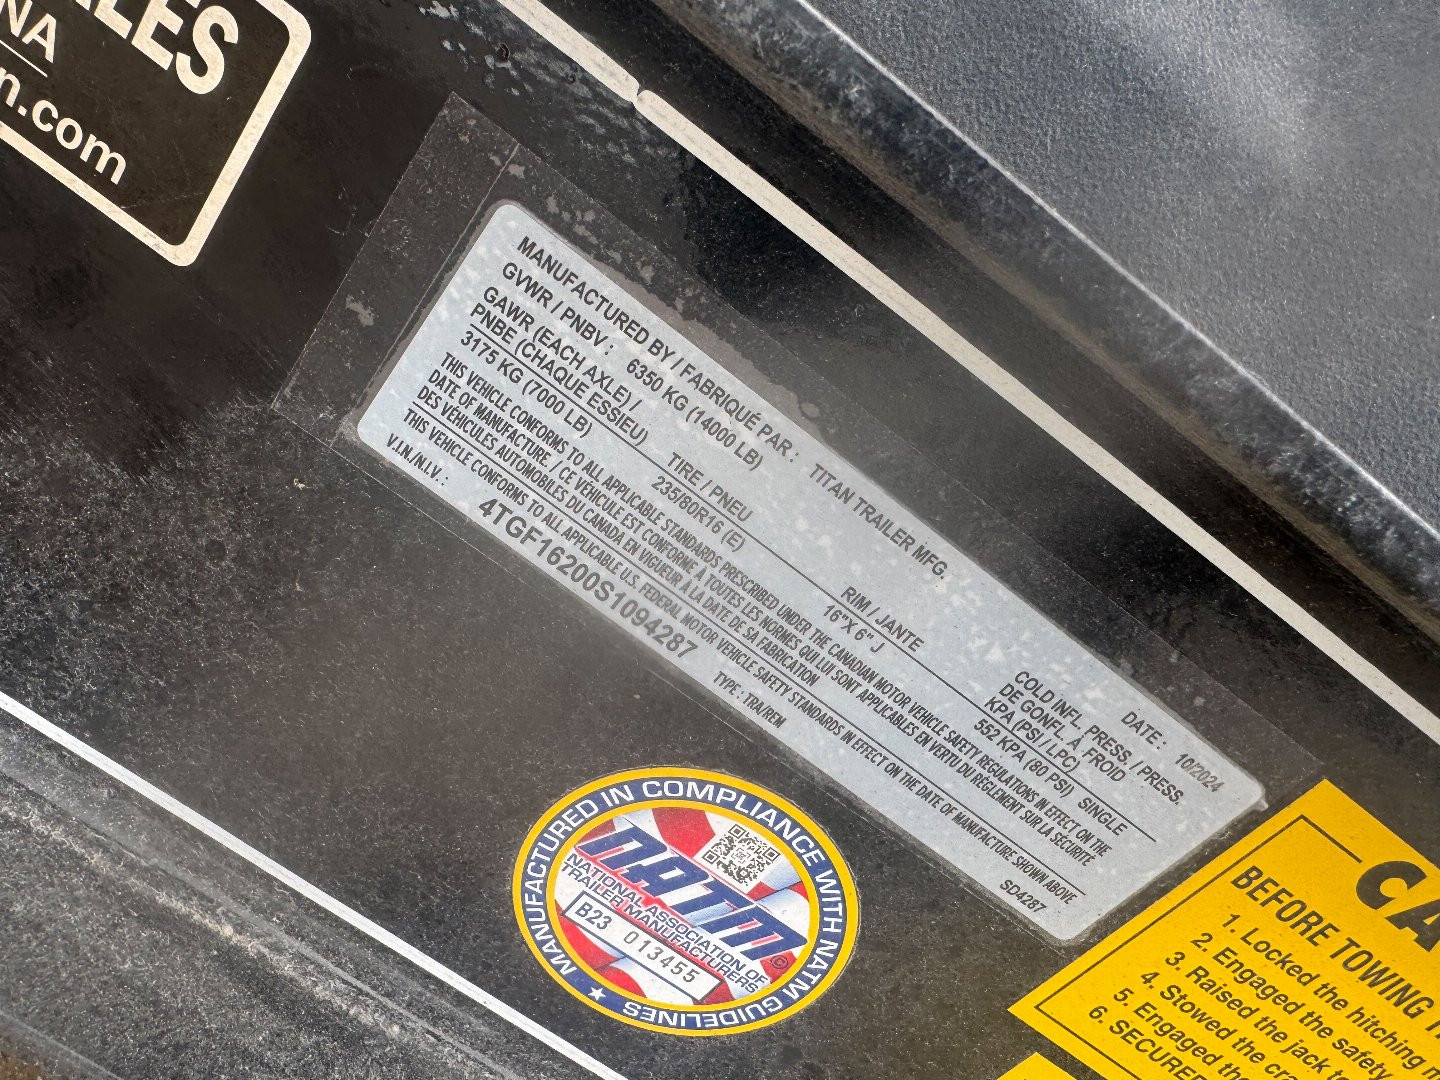 LES
NA
n.com
MANUFACTURED BY / FABRIQUÉ PAR : TITAN TRAILER MFG. DATE : 10/2024
GVWR / PNBV : 6350 KG (14000 LB)
GAWR (EACH AXLE) /
PNBE (CHAQUE ESSIEU) TIRE / PNEU RIM / JANTE COLD INFL. PRESS. / PRESS.
DE GONFL. À FROID
KPA (PSI / LPC)
3175 KG (7000 LB) 235/80R16 (E) 16"X 6" J 552 KPA (80 PSI) SINGLE
THIS VEHICLE CONFORMS TO ALL APPLICABLE STANDARDS PRESCRIBED UNDER THE CANADIAN MOTOR VEHICLE SAFETY REGULATIONS IN EFFECT ON THE
DATE OF MANUFACTURE. / CE VÉHICULE EST CONFORME À TOUTES LES NORMES QUI LUI SONT APPLICABLES EN VERTU DU RÈGLEMENT SUR LA SÉCURITÉ
DES VÉHICULES AUTOMOBILES DU CANADA EN VIGUEUR À LA DATE DE SA FABRICATION
THIS VEHICLE CONFORMS TO ALL APPLICABLE U.S. FEDERAL MOTOR VEHICLE SAFETY STANDARDS IN EFFECT ON THE DATE OF MANUFACTURE SHOWN ABOVE
V.I.N./N.I.V. : 4TGF16200S1094287 TYPE : TRA/REM SD4287
MANUFACTURED IN COMPLIANCE WITH NATM GUIDELINES
NATM ©
NATIONAL ASSOCIATION OF
TRAILER MANUFACTURERS
B23 013455
CA
BEFORE TOWING
1. Locked the hitching
2. Engaged the safety
3. Raised the jack
4. Stowed the
5. Engaged
6. SECURE